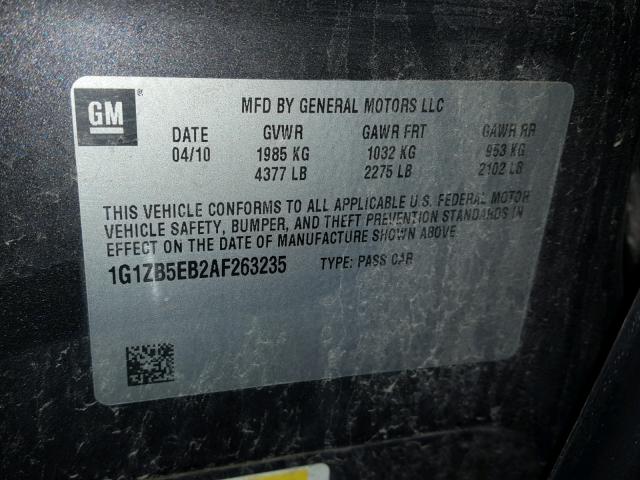 GM®
MFD BY GENERAL MOTORS LLC
DATE GVWR GAWR FRT GAWR RR
04/10 1985 KG 1032 KG 953 KG
4377 LB 2275 LB 2102 LB
THIS VEHICLE CONFORMS TO ALL APPLICABLE U.S. FEDERAL MOTOR
VEHICLE SAFETY, BUMPER, AND THEFT PREVENTION STANDARDS IN
EFFECT ON THE DATE OF MANUFACTURE SHOWN ABOVE.
1G1ZB5EB2AF263235 TYPE: PASS CAR